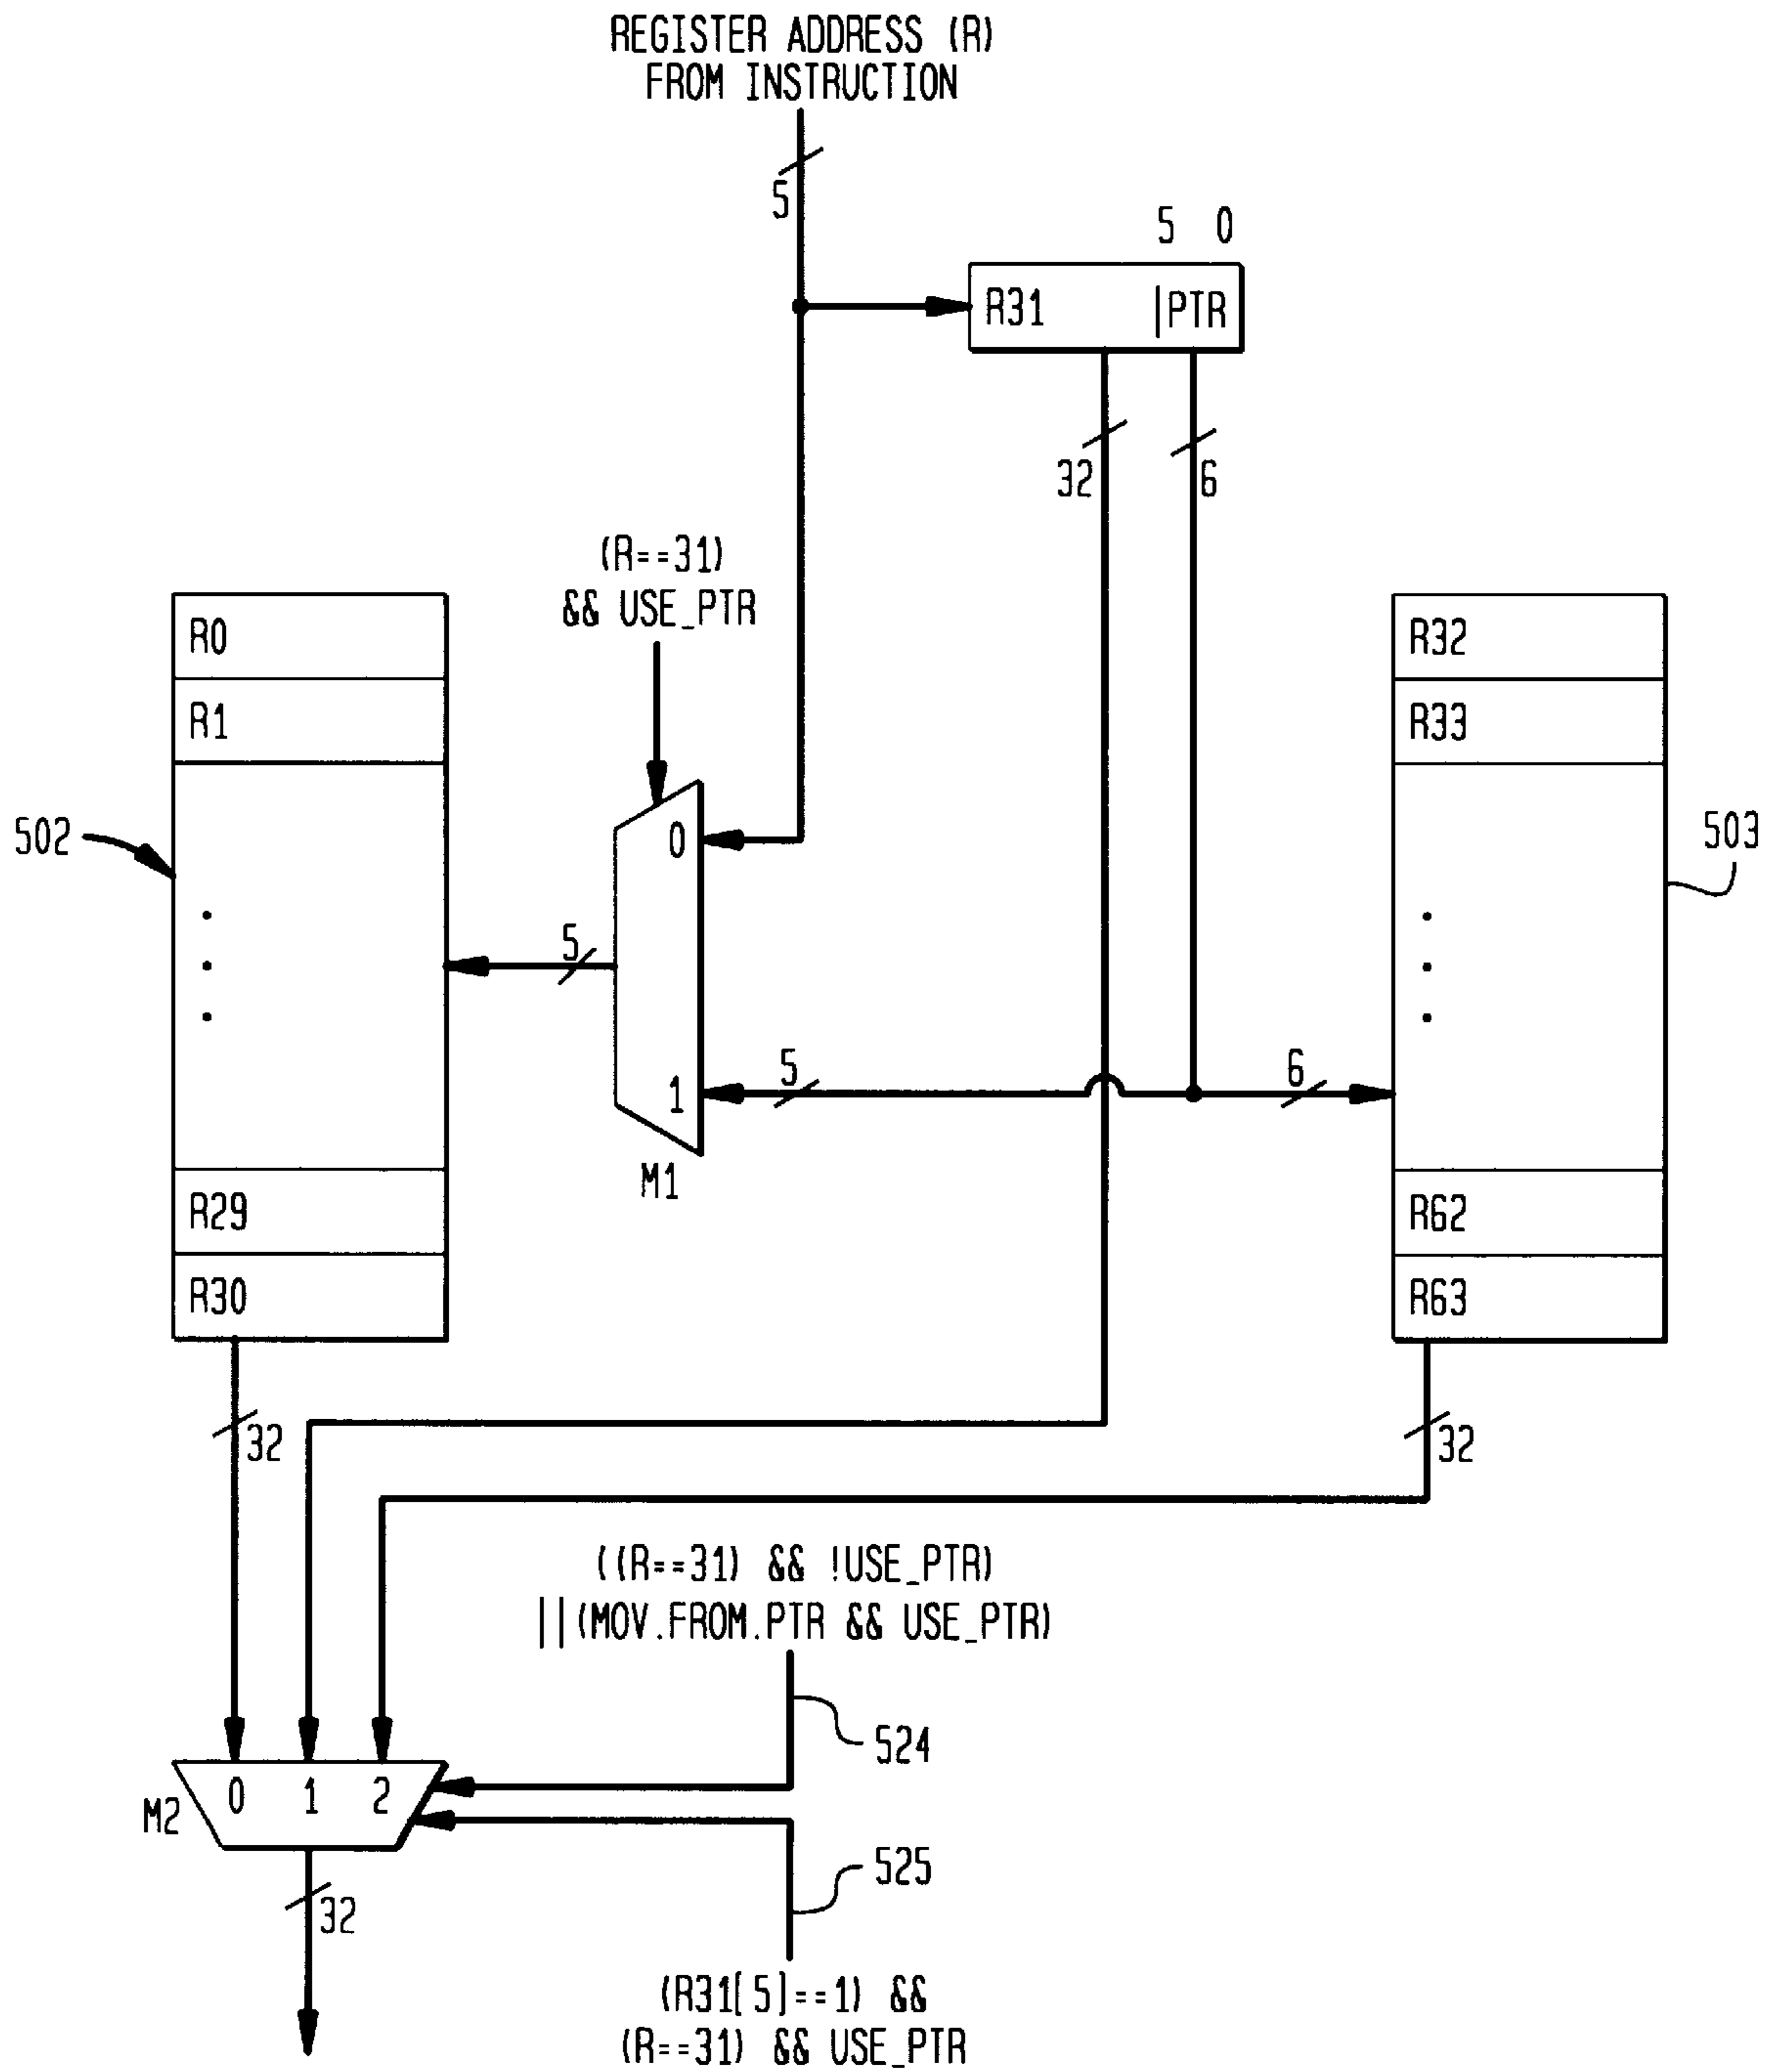 REGISTER ADDRESS (R)
FROM INSTRUCTION
5
5 0
R31 |PTR
32
6
(R==31)
&& USE_PTR
R0
R1
R29
R30
502
0
1
M1
5
5
6
R32
R33
R62
R63
503
32
32
((R==31) && !USE_PTR)
||(MOV.FROM.PTR && USE_PTR)
524
0 1 2
M2
525
32
(R31[5]==1) &&
(R==31) && USE_PTR